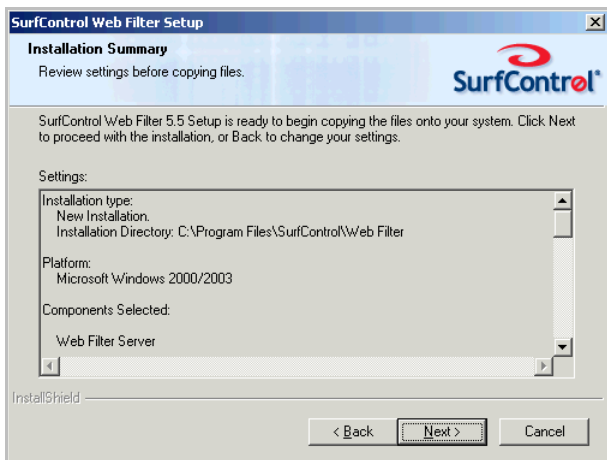 SurfControl Web Filter Setup
Installation Summary
Review settings before copying files.
SurfControl
SurfControl Web Filter 5.5 Setup is ready to begin copying the files onto your system. Click Next
to proceed with the installation, or Back to change your settings.
Settings:
Installation type:
New Installation.
Installation Directory: C:\Program Files\SurfControl\Web Filter
Platform:
Microsoft Windows 2000/2003
Components Selected:
Web Filter Server
InstallShield
< Back
Next >
Cancel